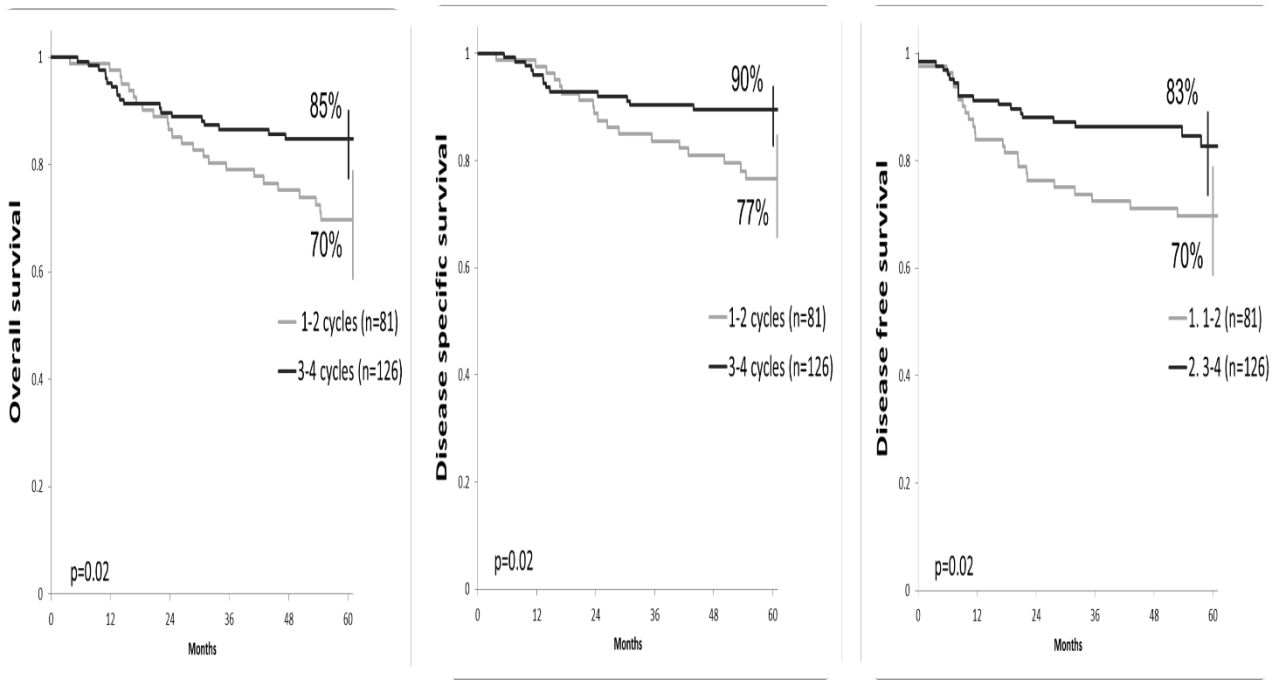 Overall survival
1
0.8
0.6
0.4
0.2
0
85%
70%
1-2 cycles (n=81)
3-4 cycles (n=126)
p=0.02
0 12 24 36 48 60
Months
Disease specific survival
1
0.8
0.6
0.4
0.2
0
90%
77%
1-2 cycles (n=81)
3-4 cycles (n=126)
p=0.02
0 12 24 36 48 60
Months
Disease free survival
1
0.8
0.6
0.4
0.2
0
83%
70%
1. 1-2 (n=81)
2. 3-4 (n=126)
p=0.02
0 12 24 36 48 60
Months